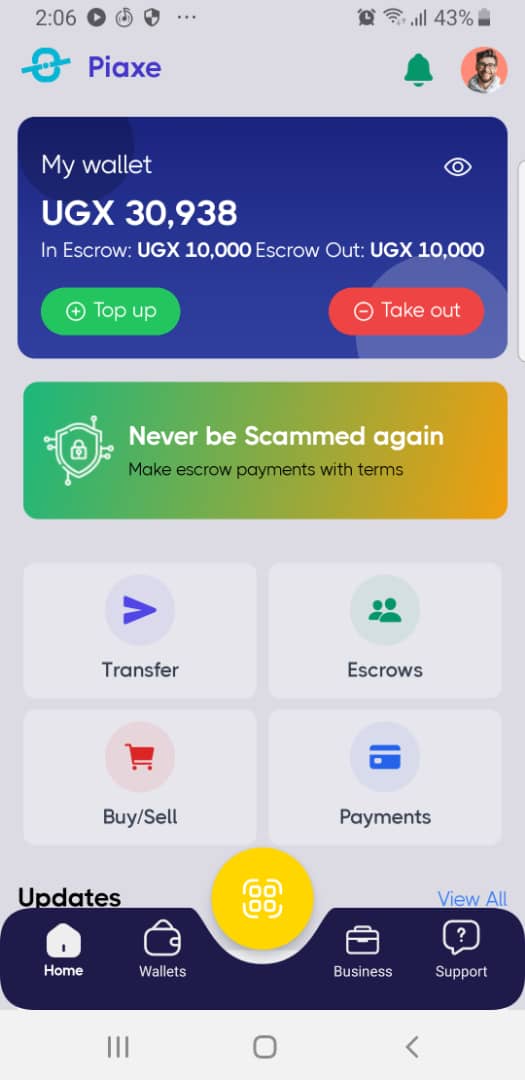 2:06 43%
Piaxe
My wallet
UGX 30,938
In Escrow: UGX 10,000 Escrow Out: UGX 10,000
Top up Take out
Never be Scammed again
Make escrow payments with terms
Transfer Escrows
Buy/Sell Payments
Updates View All
Home Wallets Business Support